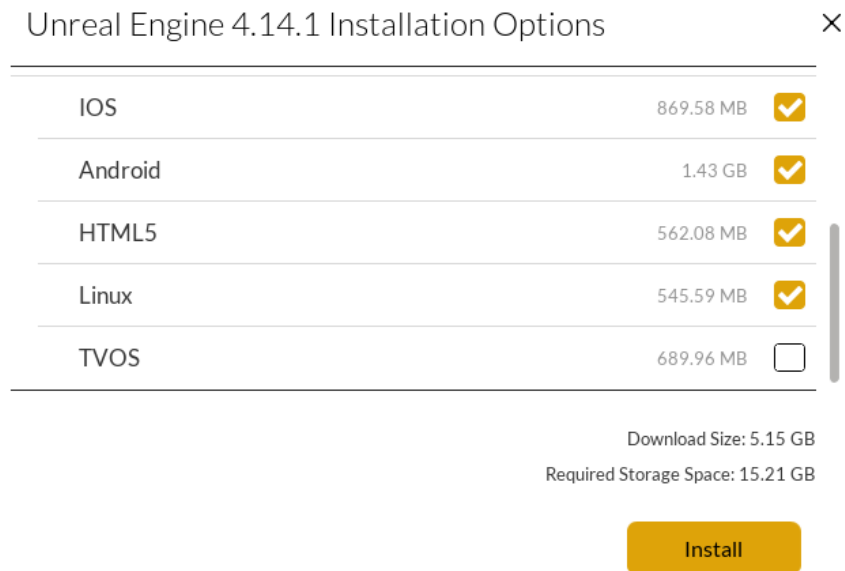 Unreal Engine 4.14.1 Installation Options
IOS 869.58 MB
Android 1.43 GB
HTML5 562.08 MB
Linux 545.59 MB
TVOS 689.96 MB
Download Size: 5.15 GB
Required Storage Space: 15.21 GB
Install